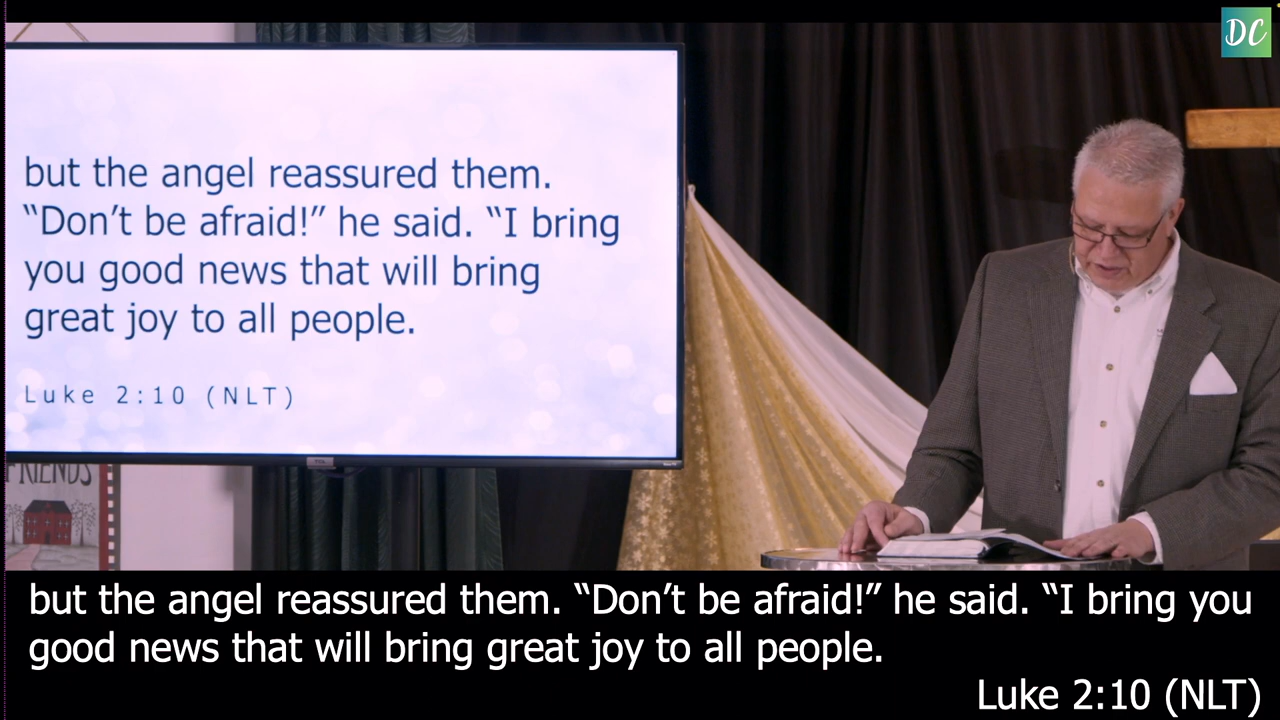 DC
but the angel reassured them.
“Don’t be afraid!” he said. “I bring
you good news that will bring
great joy to all people.
Luke 2:10 (NLT)
FRIENDS
but the angel reassured them. “Don’t be afraid!” he said. “I bring you
good news that will bring great joy to all people.
Luke 2:10 (NLT)